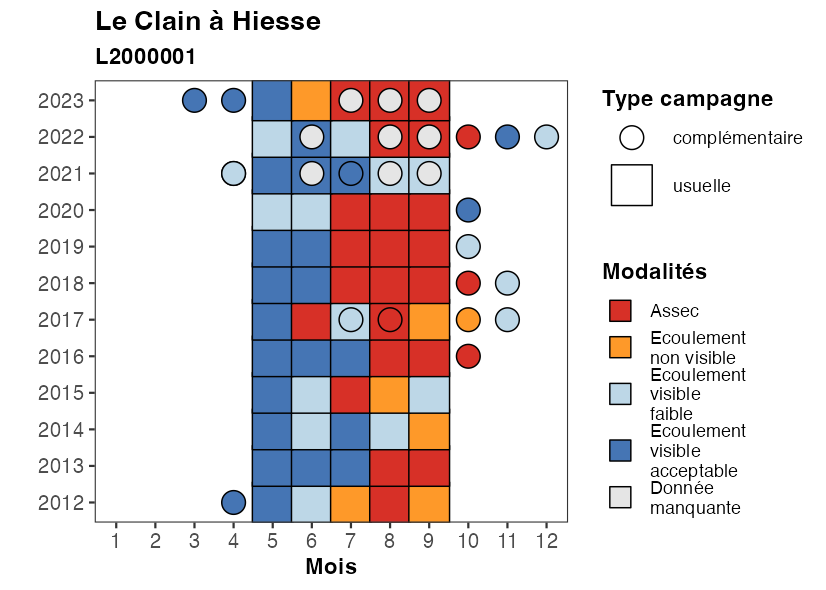 Le Clain à Hiesse
L2000001
2023
2022
2021
2020
2019
2018
2017
2016
2015
2014
2013
2012
1 2 3 4 5 6 7 8 9 10 11 12
Mois
Type campagne
complémentaire
usuelle
Modalités
Assec
Ecoulement
non visible
Ecoulement
visible
faible
Ecoulement
visible
acceptable
Donnée
manquante